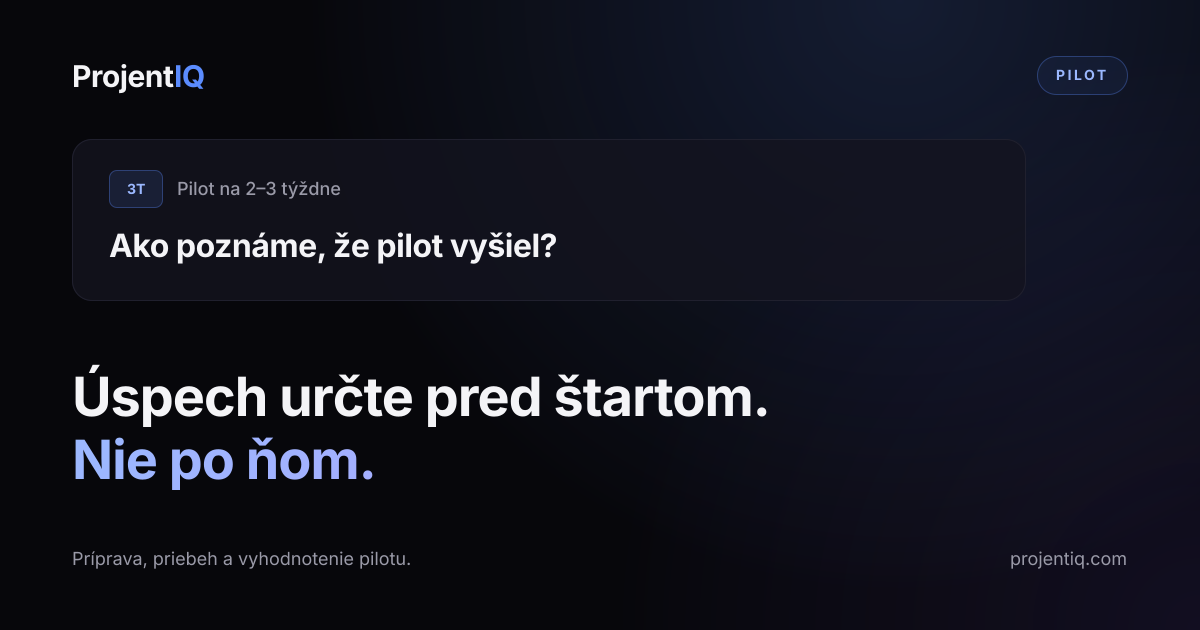 ProjentIQ
PILOT
3T
Pilot na 2–3 týždne
Ako poznáme, že pilot vyšiel?
Úspech určte pred štartom.
Nie po ňom.
Príprava, priebeh a vyhodnotenie pilotu.
projentiq.com